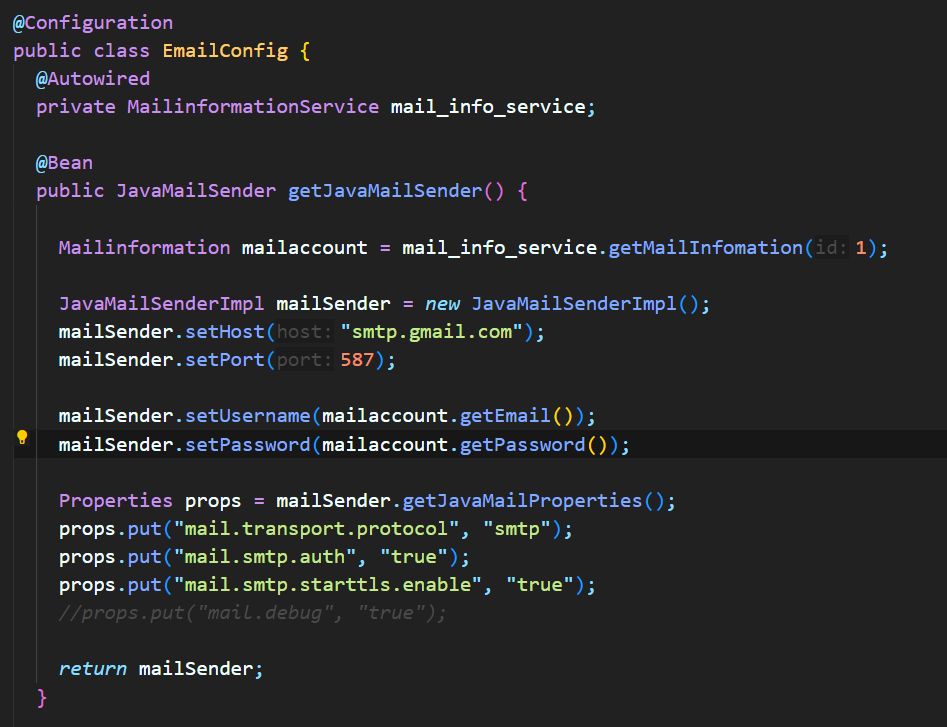 @Configuration
public class EmailConfig {
@Autowired
private MailinformationService mail_info_service;
@Bean
public JavaMailSender getJavaMailSender() {
Mailinformation mailaccount = mail_info_service.getMailInfomation(id: 1);
JavaMailSenderImpl mailSender = new JavaMailSenderImpl();
mailSender.setHost(host: "smtp.gmail.com");
mailSender.setPort(port: 587);
mailSender.setUsername(mailaccount.getEmail());
mailSender.setPassword(mailaccount.getPassword());
Properties props = mailSender.getJavaMailProperties();
props.put("mail.transport.protocol", "smtp");
props.put("mail.smtp.auth", "true");
props.put("mail.smtp.starttls.enable", "true");
//props.put("mail.debug", "true");
return mailSender;
}